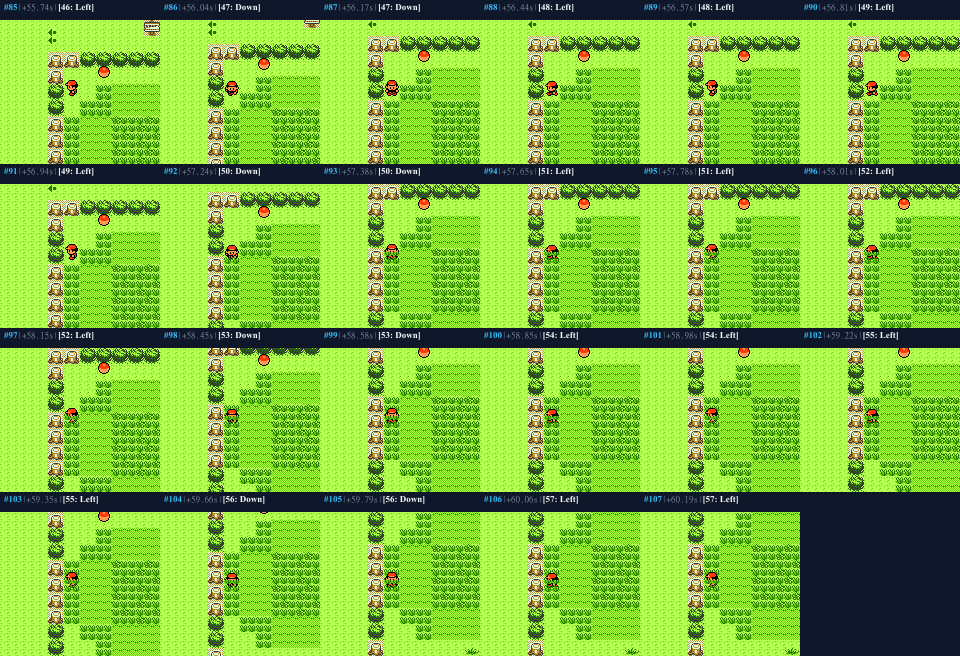 #85|+55.74s|[46: Left] #86|+56.04s|[47: Down] #87|+56.17s|[47: Down] #88|+56.44s|[48: Left] #89|+56.57s|[48: Left] #90|+56.81s|[49: Left]
#91|+56.94s|[49: Left] #92|+57.24s|[50: Down] #93|+57.38s|[50: Down] #94|+57.65s|[51: Left] #95|+57.78s|[51: Left] #96|+58.01s|[52: Left]
#97|+58.15s|[52: Left] #98|+58.45s|[53: Down] #99|+58.58s|[53: Down] #100|+58.85s|[54: Left] #101|+58.98s|[54: Left] #102|+59.22s|[55: Left]
#103|+59.35s|[55: Left] #104|+59.66s|[56: Down] #105|+59.79s|[56: Down] #106|+60.06s|[57: Left] #107|+60.19s|[57: Left]